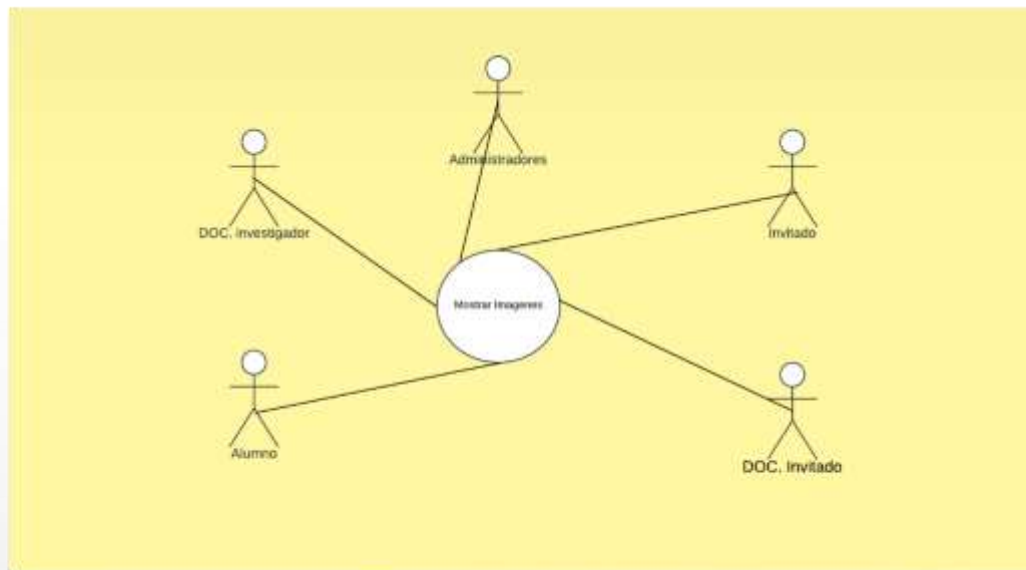 Administradores
DOC. Investigador
Invitado
Mostrar Imagenes
Alumno
DOC. Invitado